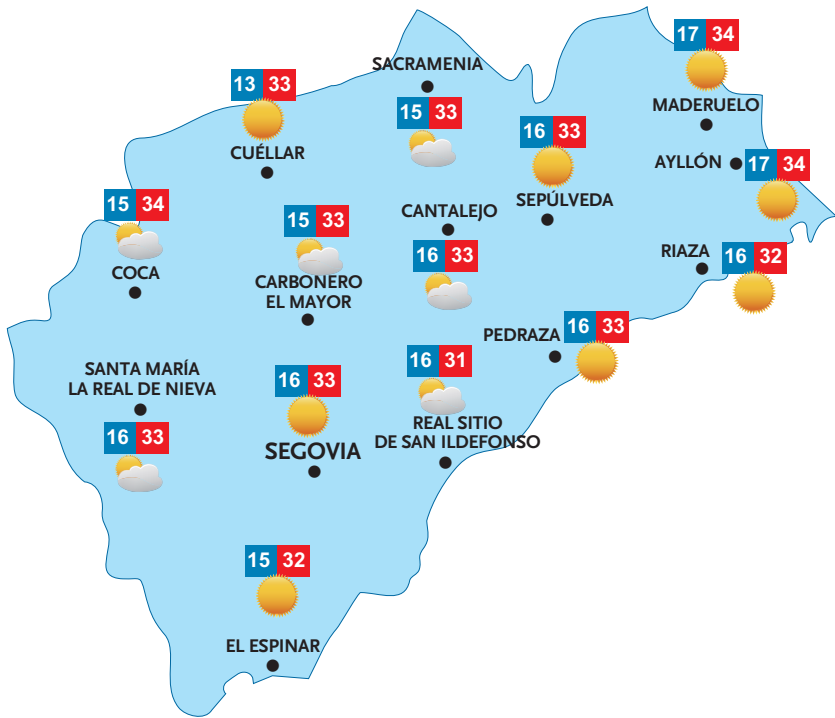 17 34
MADERUELO
SACRAMENIA
15 33
13 33
CUÉLLAR
16 33
SEPÚLVEDA
AYLLÓN
17 34
15 34
COCA
15 33
CARBONERO
EL MAYOR
CANTALEJO
16 33
RIAZA
16 32
PEDRAZA
16 33
SANTA MARÍA
LA REAL DE NIEVA
16 33
16 33
SEGOVIA
16 31
REAL SITIO
DE SAN ILDEFONSO
15 32
EL ESPINAR